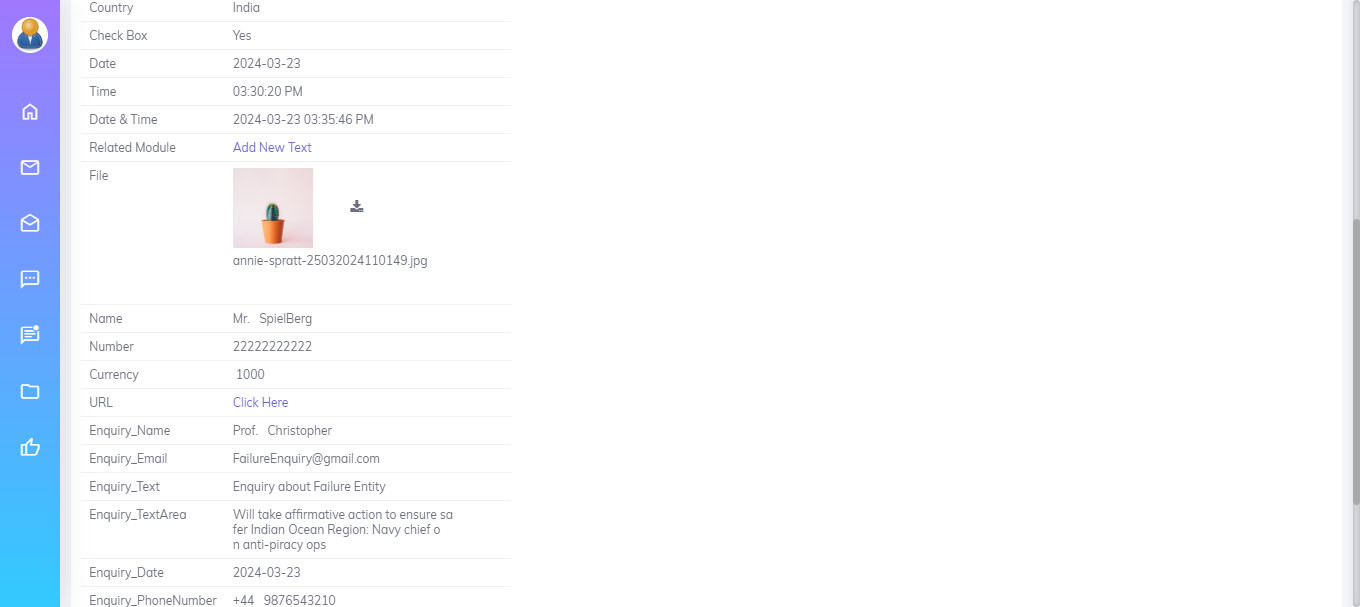 Country India
Check Box Yes
Date 2024-03-23
Time 03:30:20 PM
Date & Time 2024-03-23 03:35:46 PM
Related Module Add New Text
File
annie-spratt-25032024110149.jpg
Name Mr. SpielBerg
Number 22222222222
Currency 1000
URL Click Here
Enquiry_Name Prof. Christopher
Enquiry_Email FailureEnquiry@gmail.com
Enquiry_Text Enquiry about Failure Entity
Enquiry_TextArea Will take affirmative action to ensure sa
fer Indian Ocean Region: Navy chief o
n anti-piracy ops
Enquiry_Date 2024-03-23
Enquiry_PhoneNumber +44 9876543210